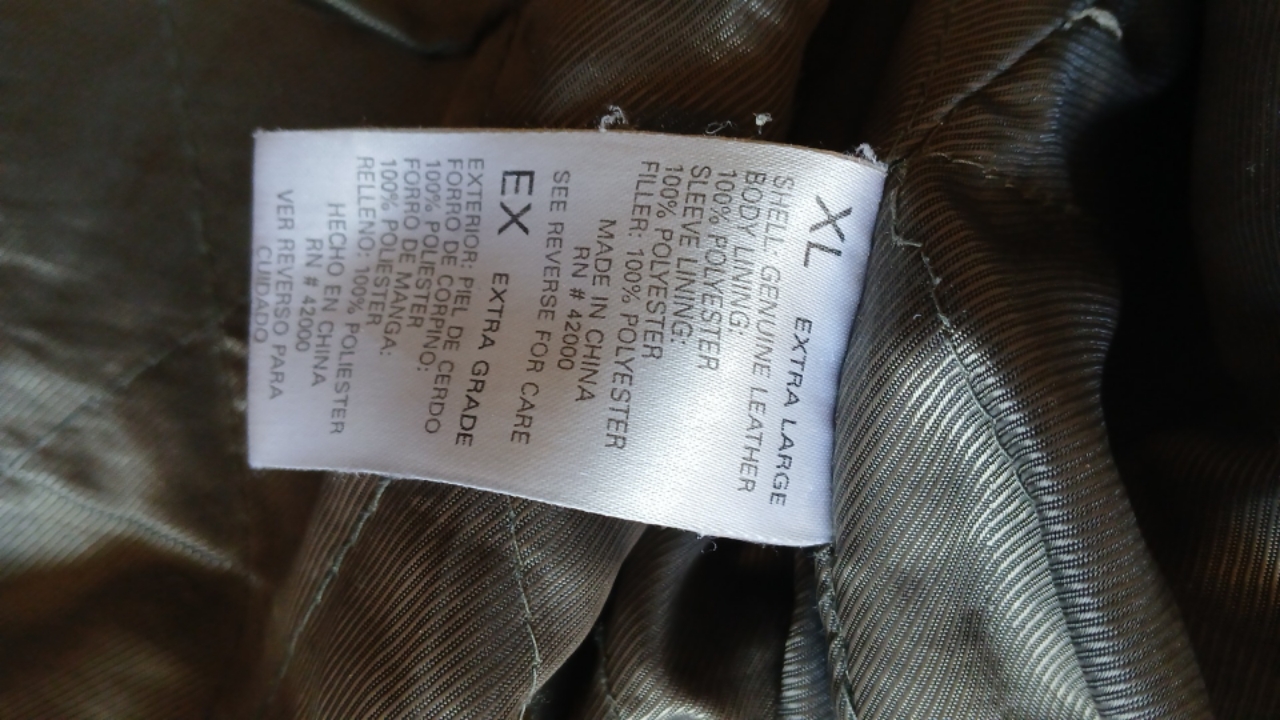 XL EXTRA LARGE
SHELL: GENUINE LEATHER
BODY LINING:
100% POLYESTER
SLEEVE LINING:
100% POLYESTER
FILLER: 100% POLYESTER
MADE IN CHINA
RN # 42000
SEE REVERSE FOR CARE
EX EXTRA GRADE
EXTERIOR: PIEL DE CERDO
FORRO DE CORPINO:
100% POLIESTER
FORRO DE MANGA:
100% POLIESTER
RELLENO: 100% POLIESTER
HECHO EN CHINA
RN # 42000
VER REVERSO PARA
CUIDADO